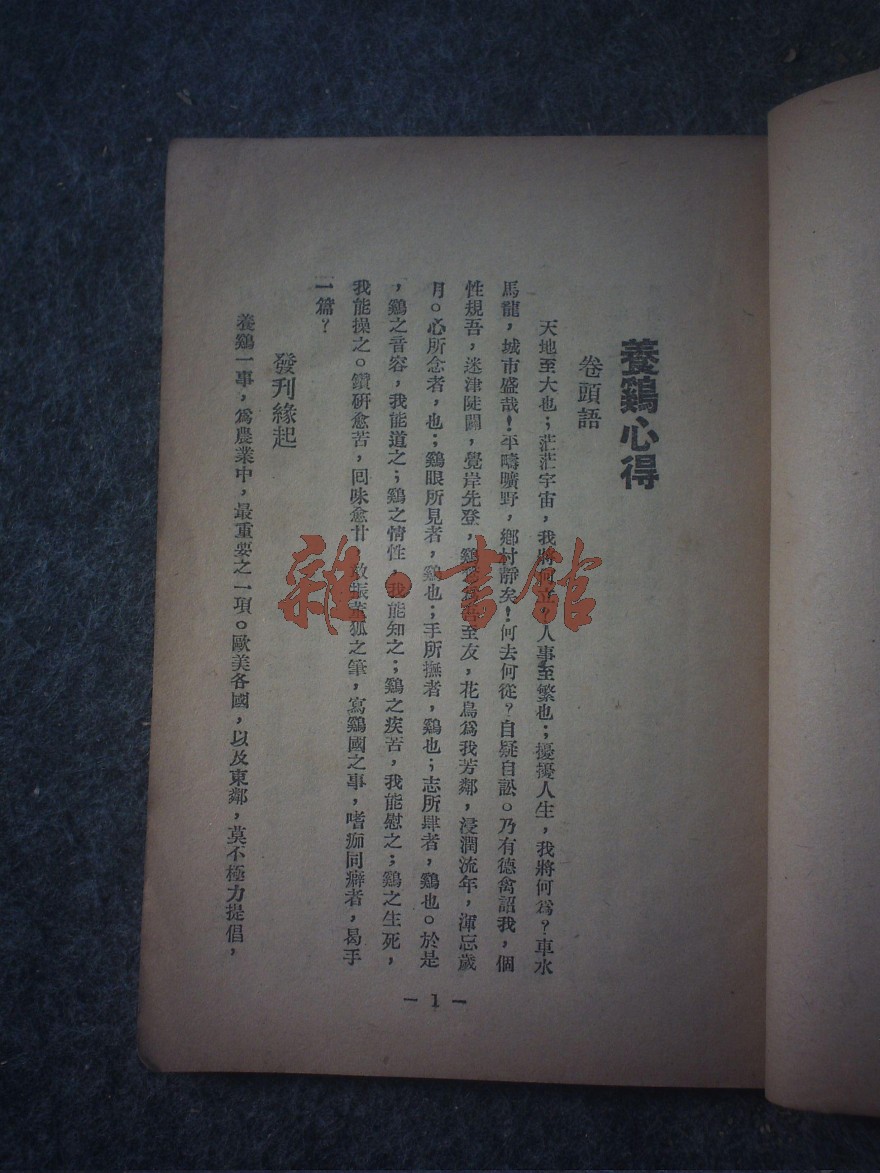 養鷄心得
卷頭語
天地至大也；茫茫宇宙，我將何人事至繁也；擾擾人生，我將何爲？車水
馬龍，城市盛哉！平疇曠野，鄉村靜矣！何去何從？自疑自訟。乃有德禽詔我，個
性規吾，迷津陡闢，覺岸先登，鷄爲吾至友，花鳥爲我芳鄰，浸潤流年，渾忘歲
月。心所念者，也；鷄眼所見者，鷄也；手所撫者，鷄也；志所肆者，鷄也。於是
，鷄之音容，我能道之；鷄之情性，我能知之；鷄之疾苦，我能慰之；鷄之生死，
我能操之。鑽研愈苦，回味愈甘，振董狐之筆，寫鷄國之事，嗜痂同癖者，曷手
一篇？
發刋緣起
養鷄一事，爲農業中，最重要之一項。歐美各國，以及東鄰，莫不極力提倡，
－1－
雜·書館